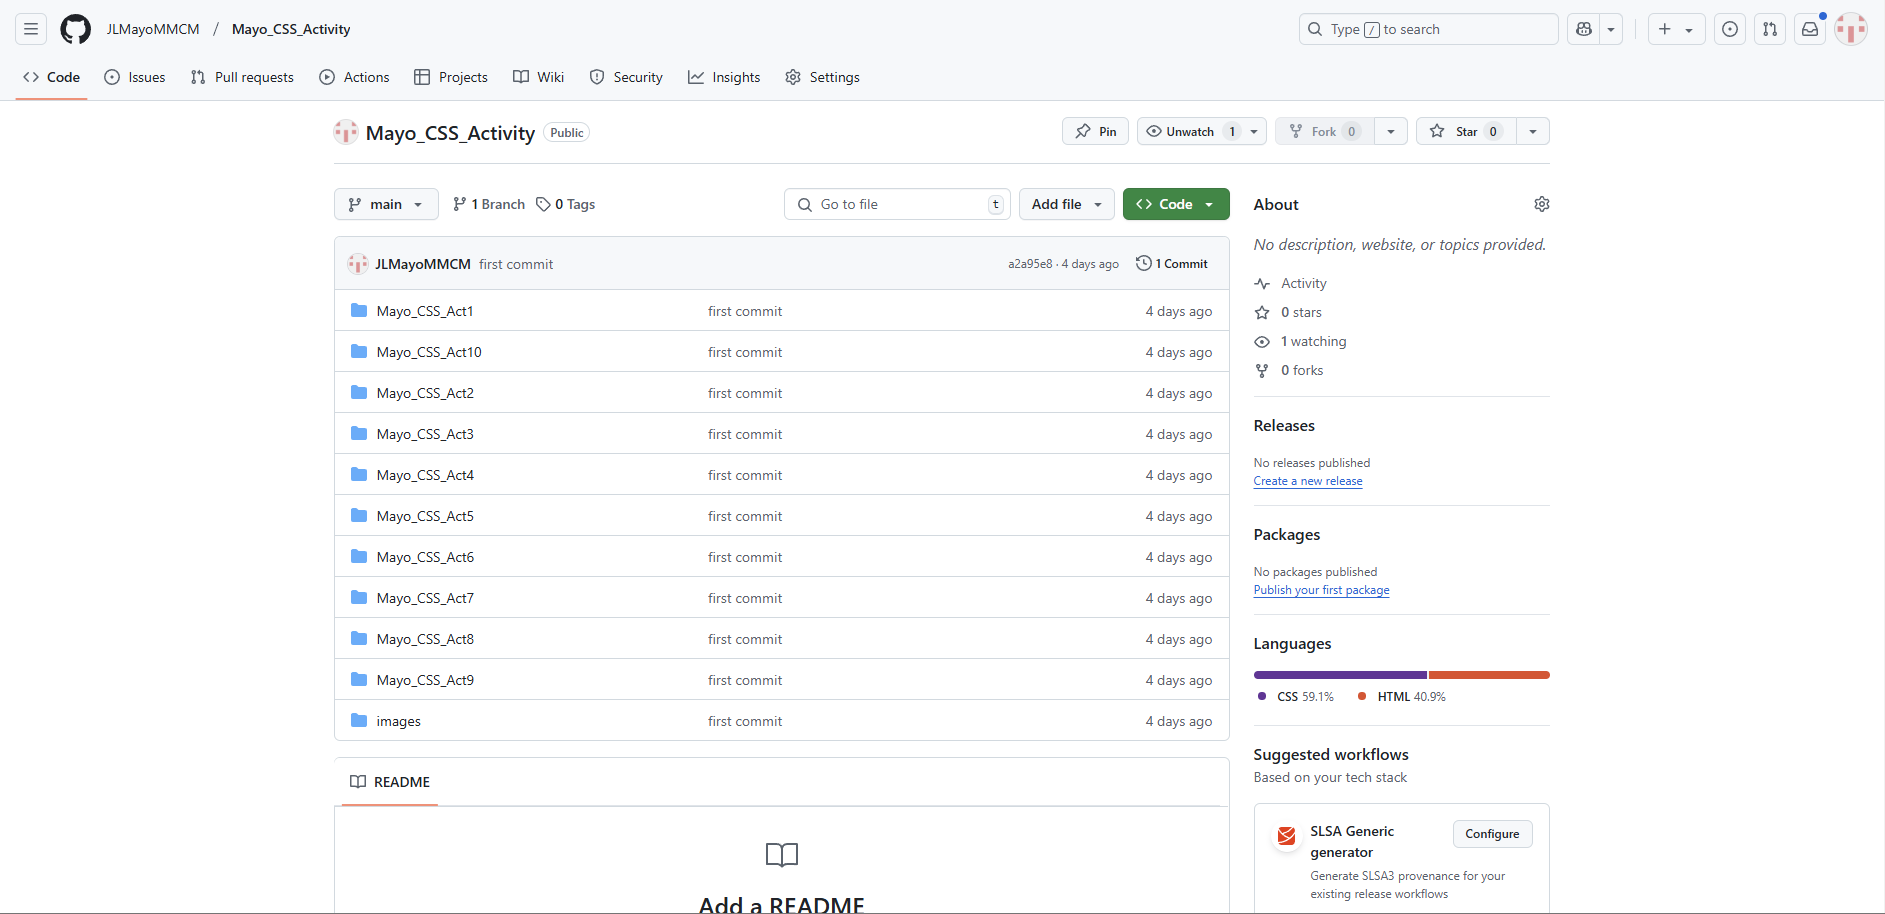 JLMayoMMCM / Mayo_CSS_Activity
Type / to search
Code Issues Pull requests Actions Projects Wiki Security Insights Settings
Mayo_CSS_Activity Public
Pin Unwatch 1 Fork 0 Star 0
main 1 Branch 0 Tags
Go to file t Add file Code
JLMayoMMCM first commit a2a95e8 · 4 days ago 1 Commit
Mayo_CSS_Act1 first commit 4 days ago
Mayo_CSS_Act10 first commit 4 days ago
Mayo_CSS_Act2 first commit 4 days ago
Mayo_CSS_Act3 first commit 4 days ago
Mayo_CSS_Act4 first commit 4 days ago
Mayo_CSS_Act5 first commit 4 days ago
Mayo_CSS_Act6 first commit 4 days ago
Mayo_CSS_Act7 first commit 4 days ago
Mayo_CSS_Act8 first commit 4 days ago
Mayo_CSS_Act9 first commit 4 days ago
images first commit 4 days ago
README
Add a README
About
No description, website, or topics provided.
Activity
0 stars
1 watching
0 forks
Releases
No releases published
Create a new release
Packages
No packages published
Publish your first package
Languages
CSS 59.1% HTML 40.9%
Suggested workflows
Based on your tech stack
SLSA Generic
generator
Configure
Generate SLSA3 provenance for your
existing release workflows